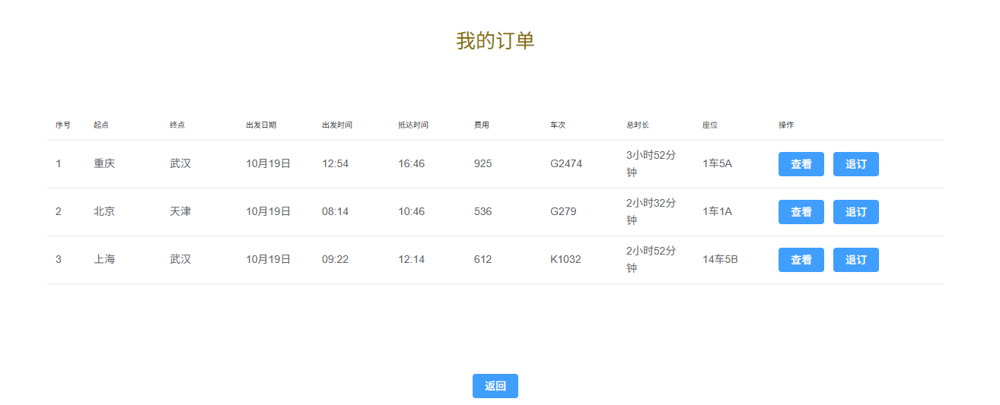 我的订单
序号 起点 终点 出发日期 出发时间 抵达时间 费用 车次 总时长 座位 操作
1 重庆 武汉 10月19日 12:54 16:46 925 G2474 3小时52分钟 1车5A 查看 退订
2 北京 天津 10月19日 08:14 10:46 536 G279 2小时32分钟 1车1A 查看 退订
3 上海 武汉 10月19日 09:22 12:14 612 K1032 2小时52分钟 14车5B 查看 退订
返回